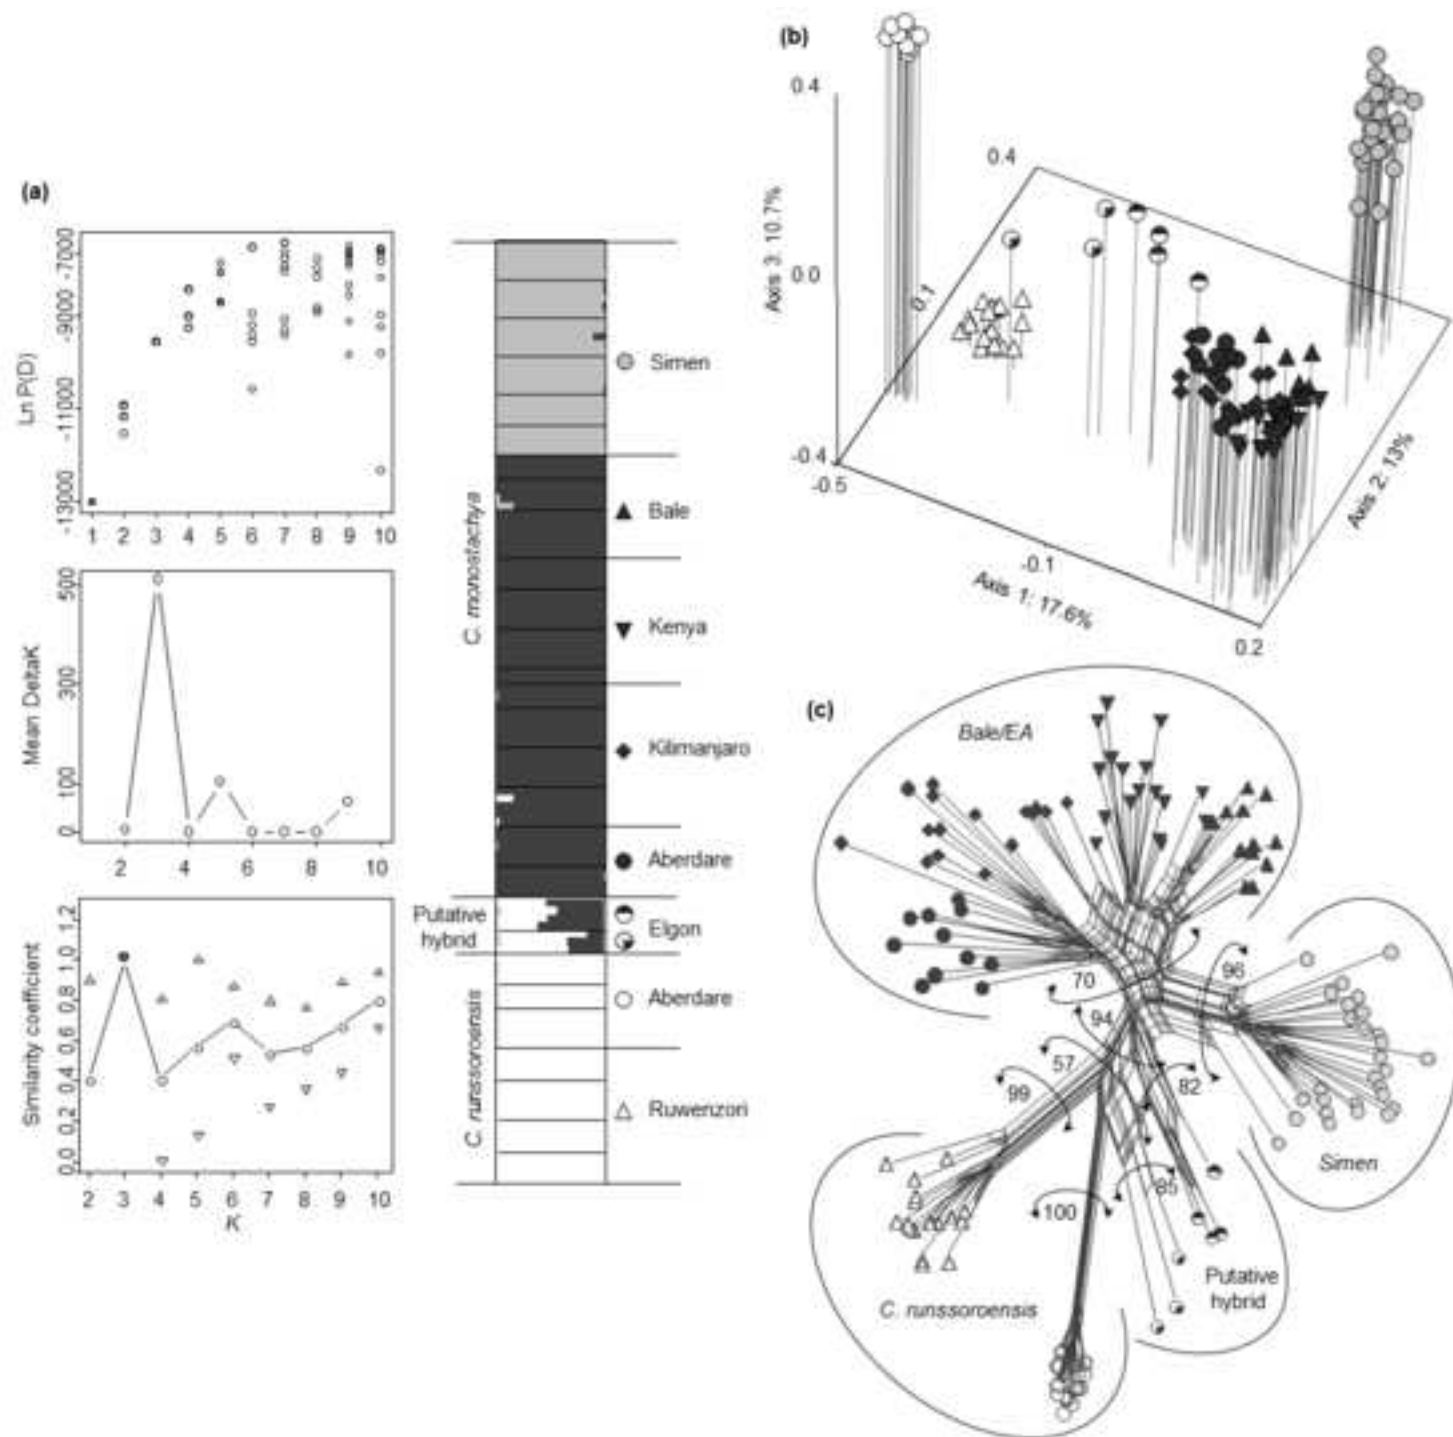 (a)
Ln P(D)
-7000
-9000
-11000
-13000
1 2 3 4 5 6 7 8 9 10
Mean DeltaK
500
300
100
0
2 4 6 8 10
Similarity coefficient
1.2
1.0
0.8
0.6
0.4
0.2
0.0
2 3 4 5 6 7 8 9 10
K
C. monostachya
Putative
hybrid
C. runssoroensis
Simen
Bale
Kenya
Kilimanjaro
Aberdare
Elgon
Aberdare
Ruwenzori
(b)
0.4
0.0
-0.4
Axis 3: 10.7%
0.4
0.1
-0.5
-0.1
0.2
Axis 1: 17.6%
Axis 2: 13%
(c)
Bale/EA
70
96
94
57
82
99
85
100
Simen
Putative
hybrid
C. runssoroensis